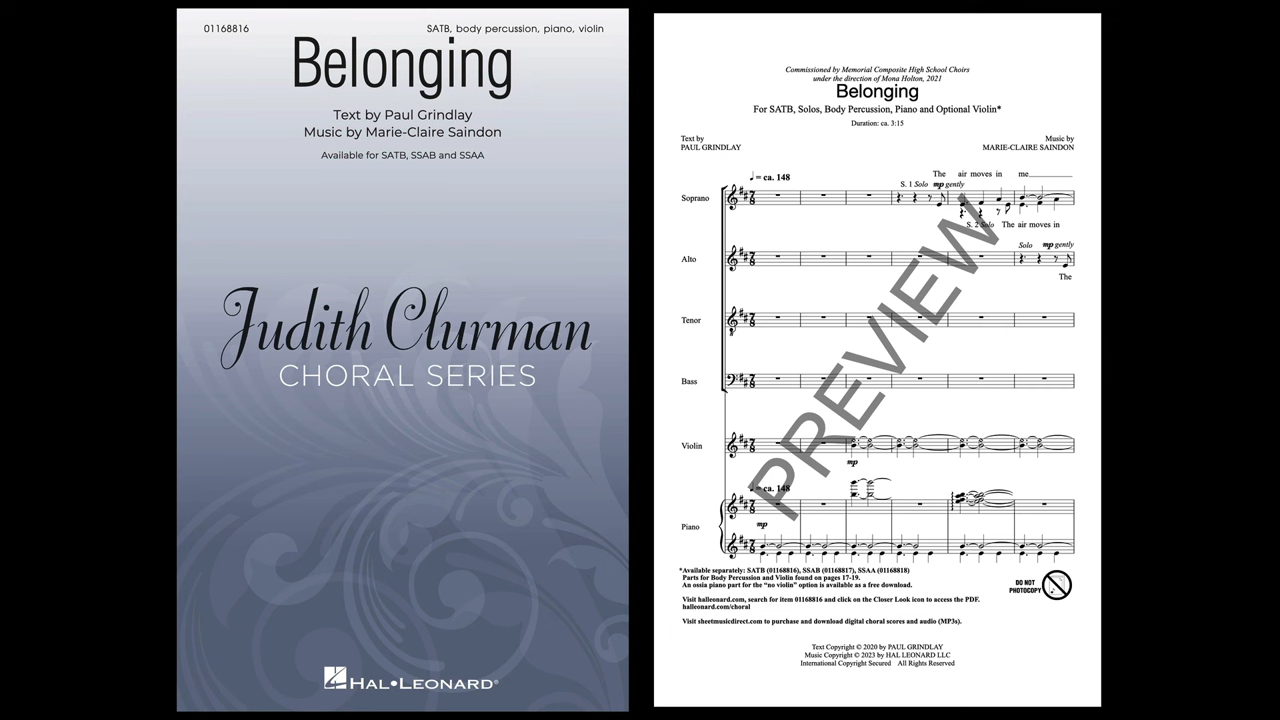 01168816
SATB, body percussion, piano, violin
Belonging
Text by Paul Grindlay
Music by Marie-Claire Saindon
Available for SATB, SSAB and SSAA
Judith Clurman
CHORAL SERIES
HAL•LEONARD®
Commissioned by Memorial Composite High School Choirs
under the direction of Mona Holton, 2021
Belonging
For SATB, Solos, Body Percussion, Piano and Optional Violin*
Duration: ca. 3:15
Text by
PAUL GRINDLAY
Music by
MARIE-CLAIRE SAINDON
♩ = ca. 148
The air moves in me
S. 1 Solo mp gently
Soprano
S. 2 Solo The air moves in
Solo mp gently
Alto
The
Tenor
Bass
Violin
mp
♩ = ca. 148
mp
Piano
PREVIEW
*Available separately: SATB (01168816), SSAB (01168817), SSAA (01168818)
Parts for Body Percussion and Violin found on pages 17-19.
An ossia piano part for the "no violin" option is available as a free download.
Visit halleonard.com, search for item 01168816 and click on the Closer Look icon to access the PDF.
halleonard.com/choral
Visit sheetmusicdirect.com to purchase and download digital choral scores and audio (MP3s).
DO NOT
PHOTOCOPY
Text Copyright © 2020 by PAUL GRINDLAY
Music Copyright © 2023 by HAL LEONARD LLC
International Copyright Secured All Rights Reserved